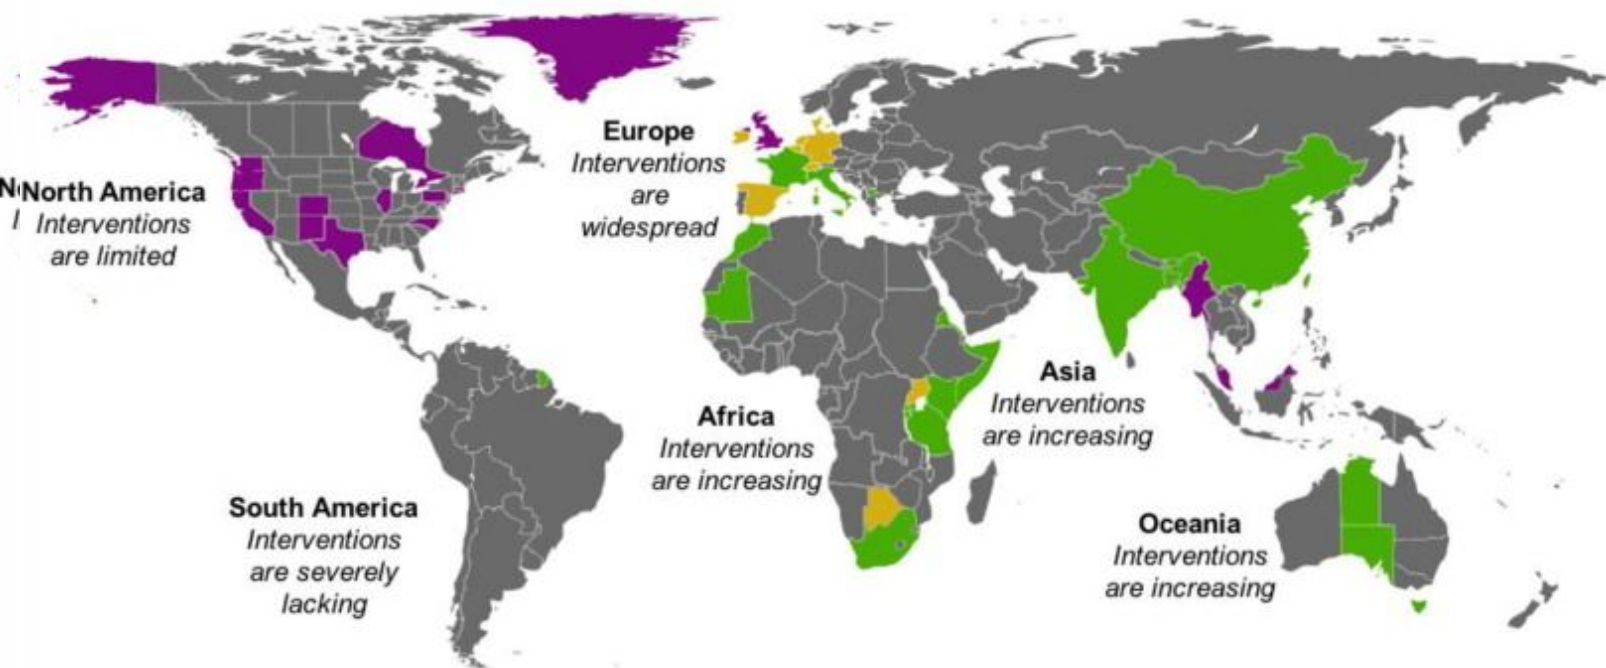 North America
Interventions
are limited
Europe
Interventions
are
widespread
South America
Interventions
are severely
lacking
Africa
Interventions
are increasing
Asia
Interventions
are increasing
Oceania
Interventions
are increasing